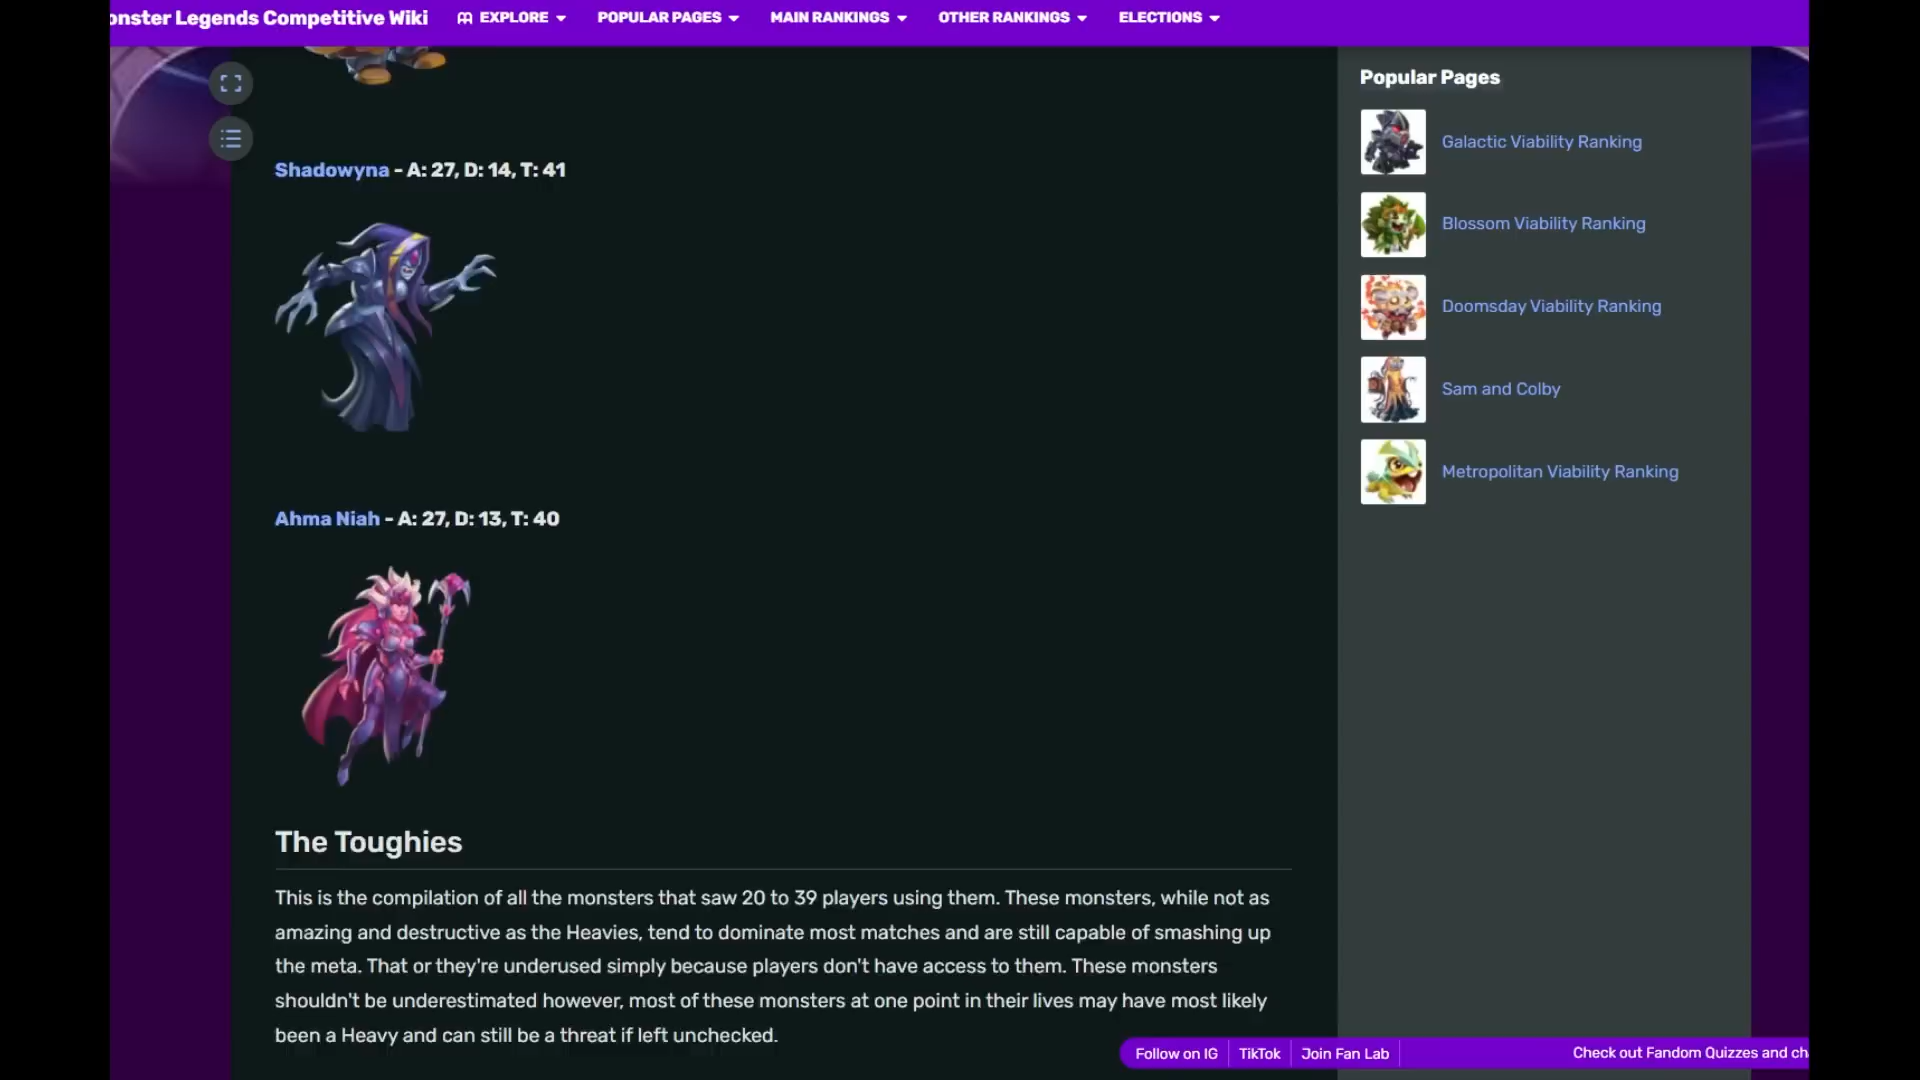 onster Legends Competitive Wiki EXPLORE POPULAR PAGES MAIN RANKINGS OTHER RANKINGS ELECTIONS
Shadowyna - A: 27, D: 14, T: 41
Ahma Niah - A: 27, D: 13, T: 40
The Toughies
This is the compilation of all the monsters that saw 20 to 39 players using them. These monsters, while not as
amazing and destructive as the Heavies, tend to dominate most matches and are still capable of smashing up
the meta. That or they're underused simply because players don't have access to them. These monsters
shouldn't be underestimated however, most of these monsters at one point in their lives may have most likely
been a Heavy and can still be a threat if left unchecked.
Popular Pages
Galactic Viability Ranking
Blossom Viability Ranking
Doomsday Viability Ranking
Sam and Colby
Metropolitan Viability Ranking
Follow on IG TikTok Join Fan Lab Check out Fandom Quizzes and ch